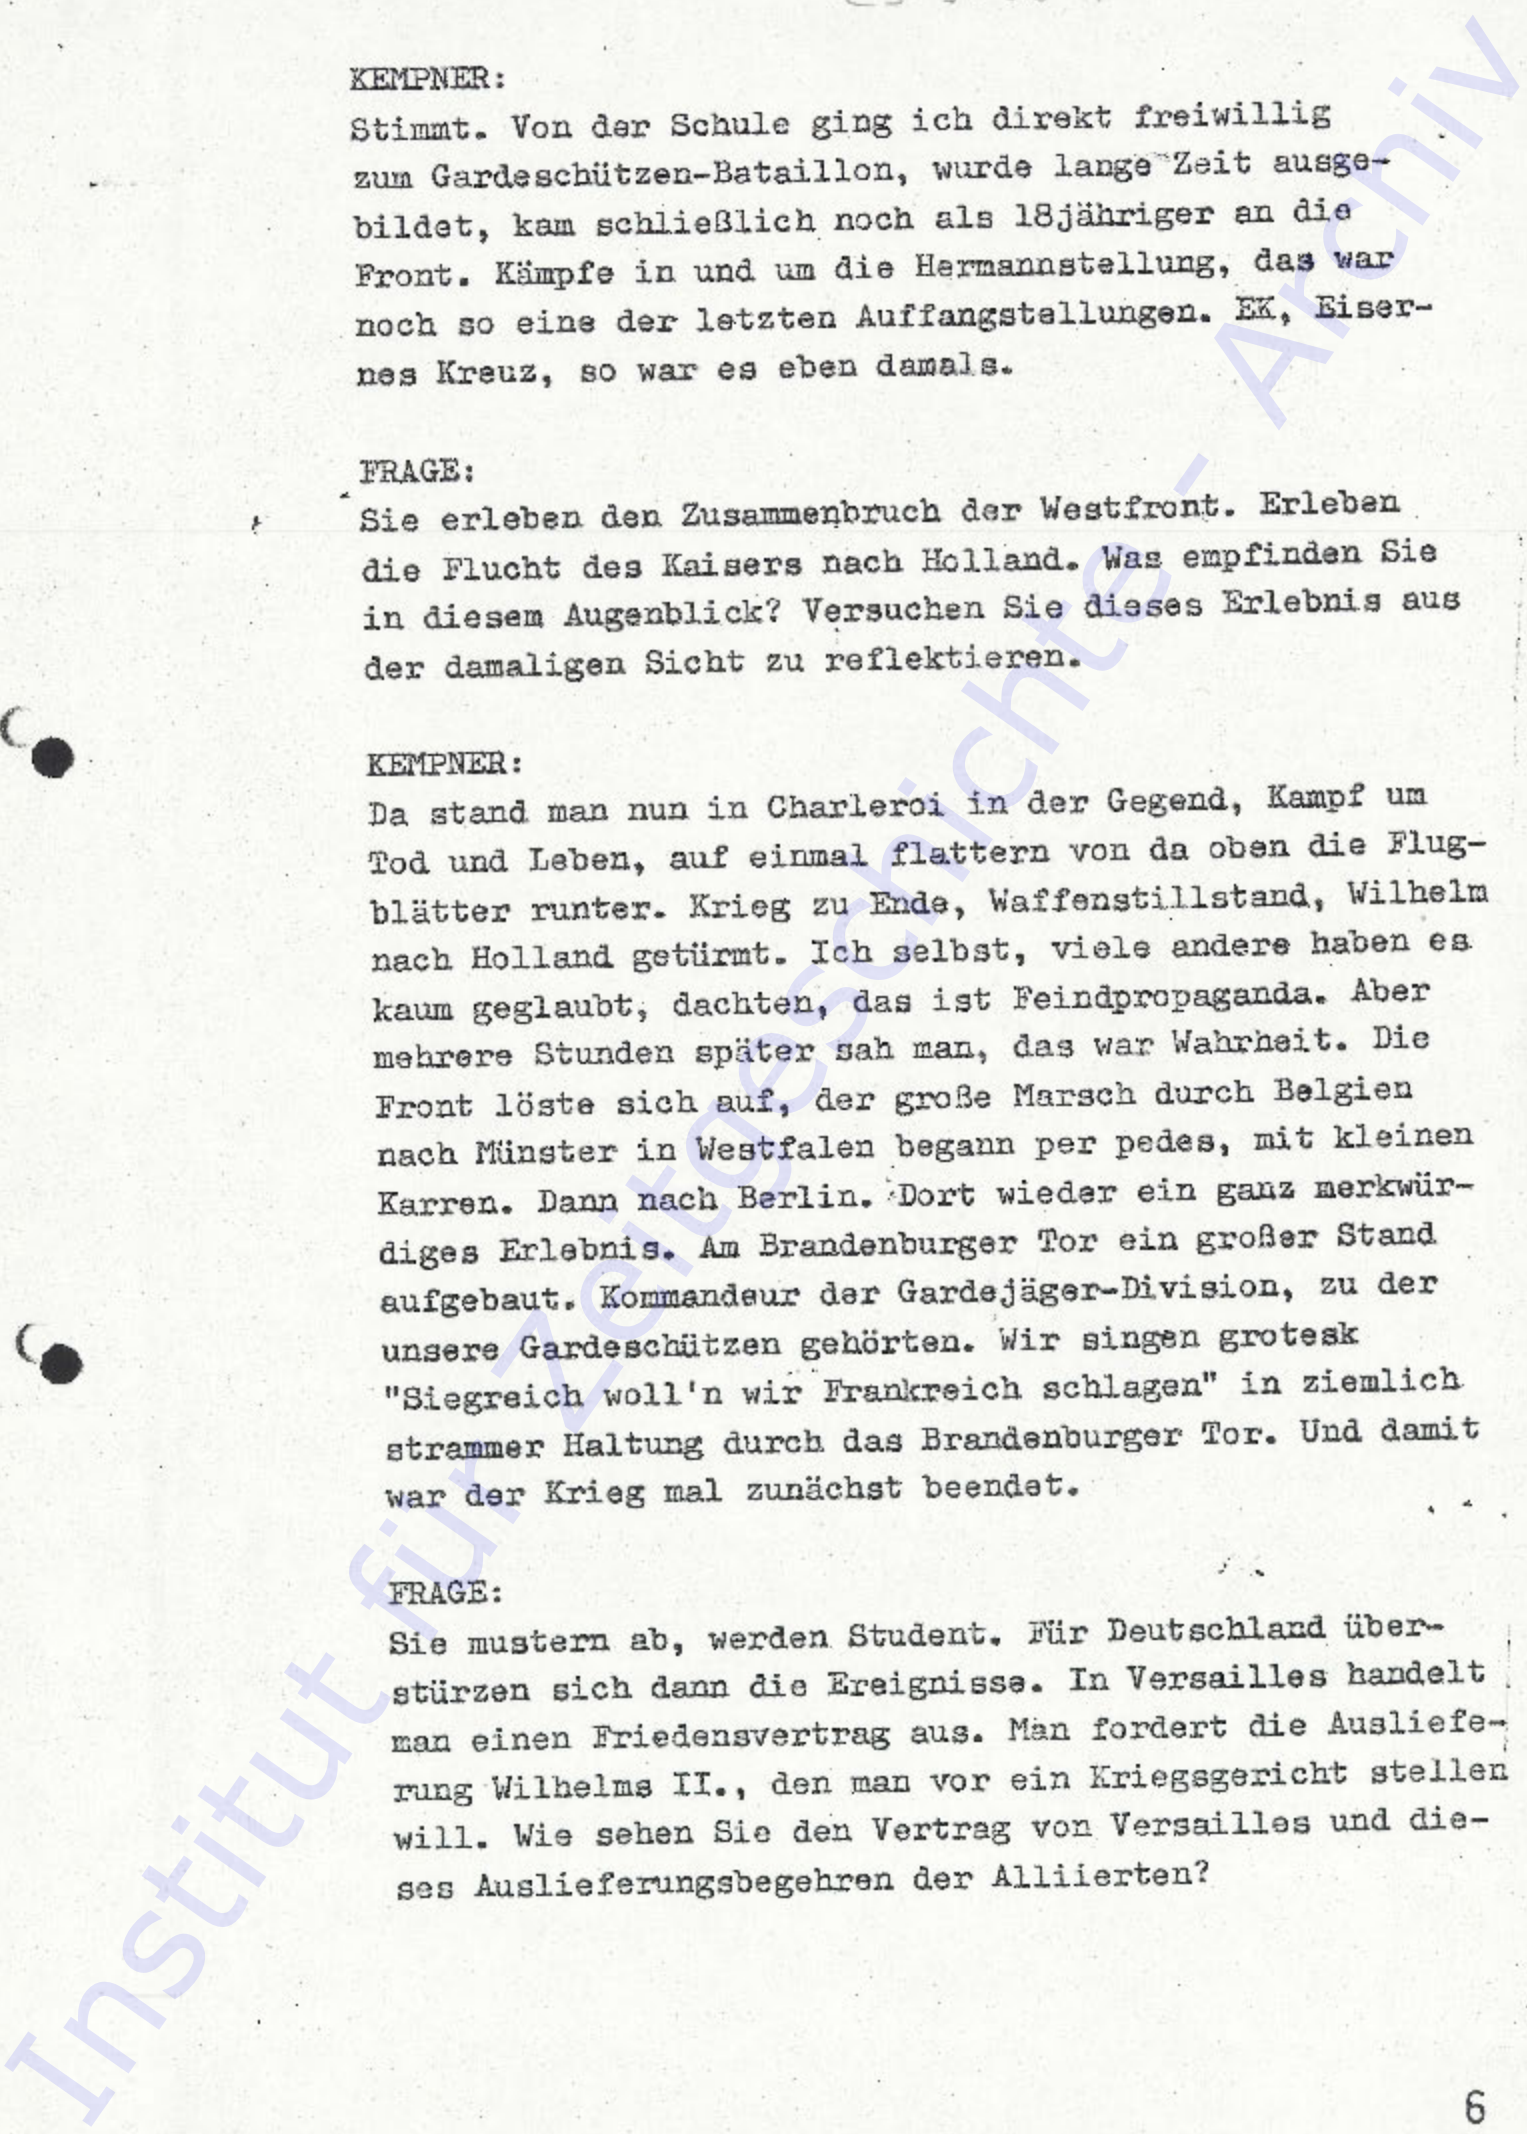 KEMPNER:
Stimmt. Von der Schule ging ich direkt freiwillig
zum Gardeschützen-Bataillon, wurde lange Zeit ausge-
bildet, kam schließlich noch als 18jähriger an die
Front. Kämpfe in und um die Hermannstellung, das war
noch so eine der letzten Auffangstellungen. EK, Eiser-
nes Kreuz, so war es eben damals.
FRAGE:
Sie erleben den Zusammenbruch der Westfront. Erleben
die Flucht des Kaisers nach Holland. Was empfinden Sie
in diesem Augenblick? Versuchen Sie dieses Erlebnis aus
der damaligen Sicht zu reflektieren.
KEMPNER:
Da stand man nun in Charleroi in der Gegend, Kampf um
Tod und Leben, auf einmal flattern von da oben die Flug-
blätter runter. Krieg zu Ende, Waffenstillstand, Wilhelm
nach Holland getürmt. Ich selbst, viele andere haben es
kaum geglaubt, dachten, das ist Feindpropaganda. Aber
mehrere Stunden später sah man, das war Wahrheit. Die
Front löste sich auf, der große Marsch durch Belgien
nach Münster in Westfalen begann per pedes, mit kleinen
Karren. Dann nach Berlin. Dort wieder ein ganz merkwür-
diges Erlebnis. Am Brandenburger Tor ein großer Stand
aufgebaut. Kommandeur der Gardejäger-Division, zu der
unsere Gardeschützen gehörten. Wir singen grotesk
"Siegreich woll'n wir Frankreich schlagen" in ziemlich
strammer Haltung durch das Brandenburger Tor. Und damit
war der Krieg mal zunächst beendet.
FRAGE:
Sie mustern ab, werden Student. Für Deutschland über-
stürzen sich dann die Ereignisse. In Versailles handelt
man einen Friedensvertrag aus. Man fordert die Ausliefe-
rung Wilhelms II., den man vor ein Kriegsgericht stellen
will. Wie sehen Sie den Vertrag von Versailles und die-
ses Auslieferungsbegehren der Alliierten?
6
Institut für Zeitgeschichte - Archiv